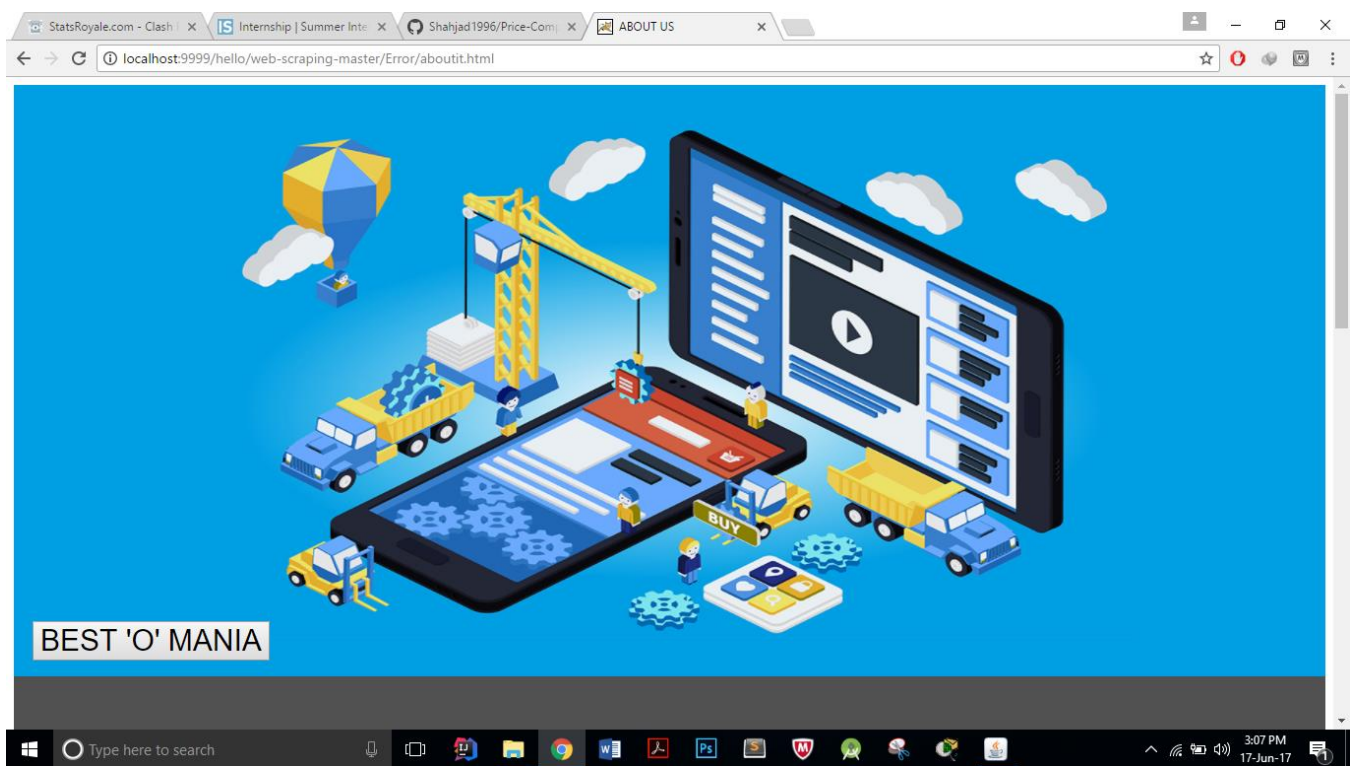 StatsRoyale.com - Clash
Internship | Summer Inte
Shahjad1996/Price-Com
ABOUT US
localhost:9999/hello/web-scraping-master/Error/aboutit.html
BUY
BEST 'O' MANIA
Type here to search
3:07 PM
17-Jun-17